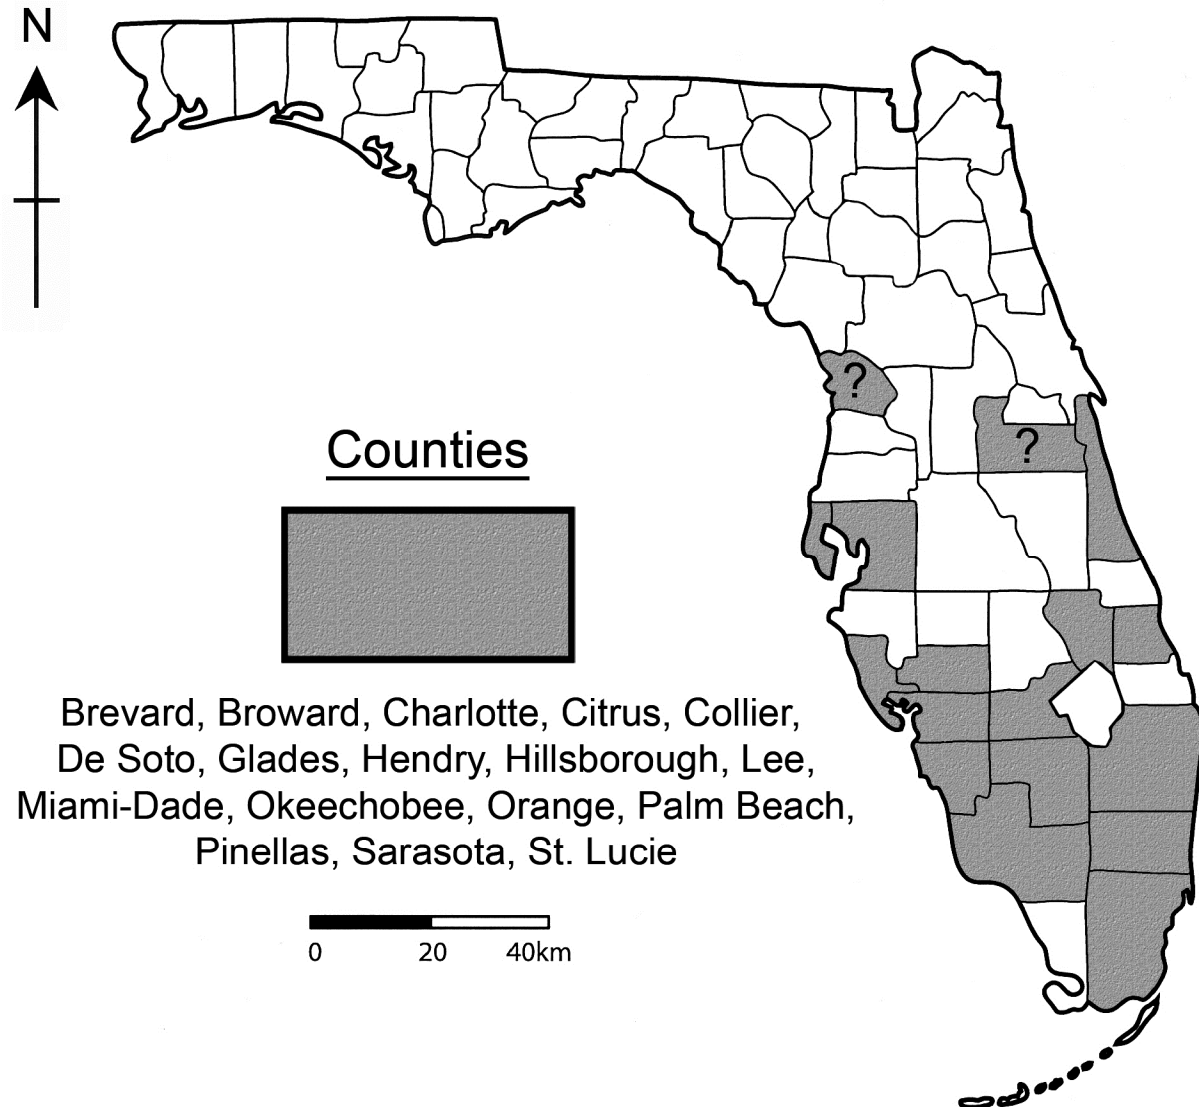 N
?
?
Counties
Brevard, Broward, Charlotte, Citrus, Collier,
De Soto, Glades, Hendry, Hillsborough, Lee,
Miami-Dade, Okeechobee, Orange, Palm Beach,
Pinellas, Sarasota, St. Lucie
0 20 40km